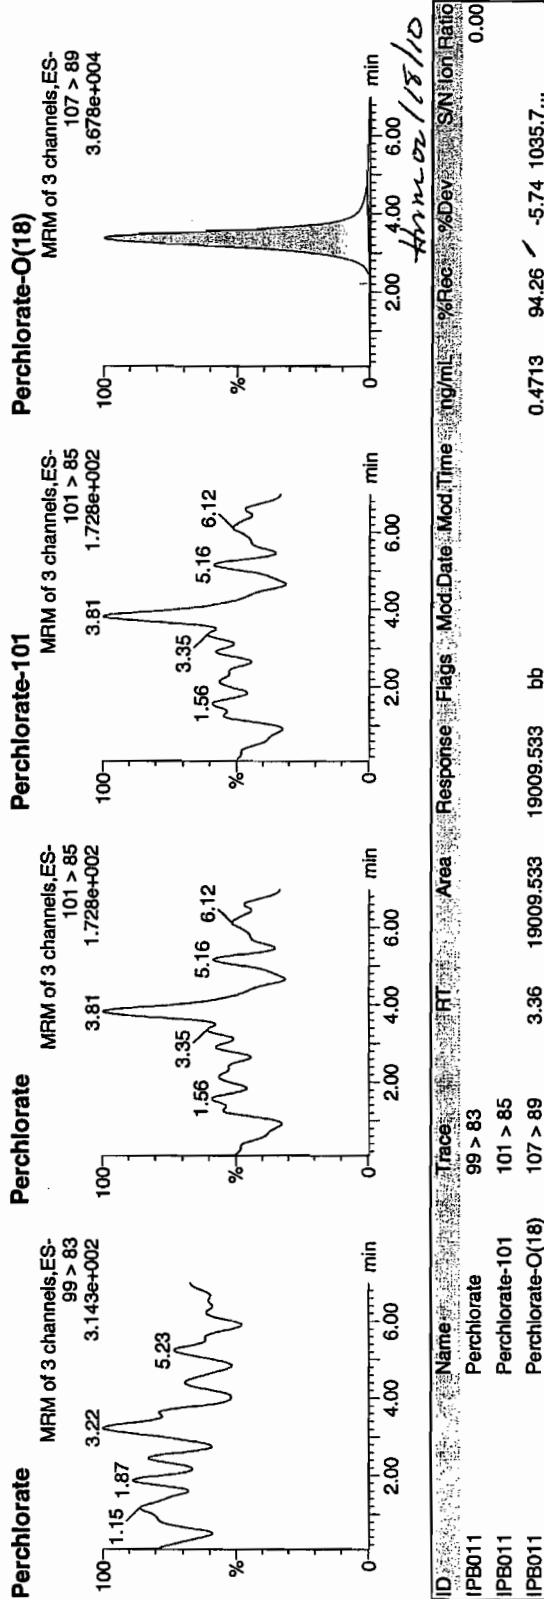 Perchlorate
MRM of 3 channels,ES-
99 > 83
3.143e+002
100
%
0
1.15
1.87
3.22
5.23
2.00
4.00
6.00
min
Perchlorate
MRM of 3 channels,ES-
101 > 85
1.728e+002
100
%
0
1.56
3.35
3.81
5.16
6.12
2.00
4.00
6.00
min
Perchlorate-101
MRM of 3 channels,ES-
101 > 85
1.728e+002
100
%
0
1.56
3.35
3.81
5.16
6.12
2.00
4.00
6.00
min
Perchlorate-O(18)
MRM of 3 channels,ES-
107 > 89
3.678e+004
100
%
0
2.00
4.00
6.00
min
02/18/10
ID Name Trace RT Area Response Flags Mod.Date Mod.Time ng/mL %Rec %Dev S/N Ion Ratio
IPB011 Perchlorate 99 > 83 0.00
IPB011 Perchlorate-101 101 > 85
IPB011 Perchlorate-O(18) 107 > 89 3.36 19009.533 19009.533 bb 0.4713 94.26 ✓ -5.74 1035.7...